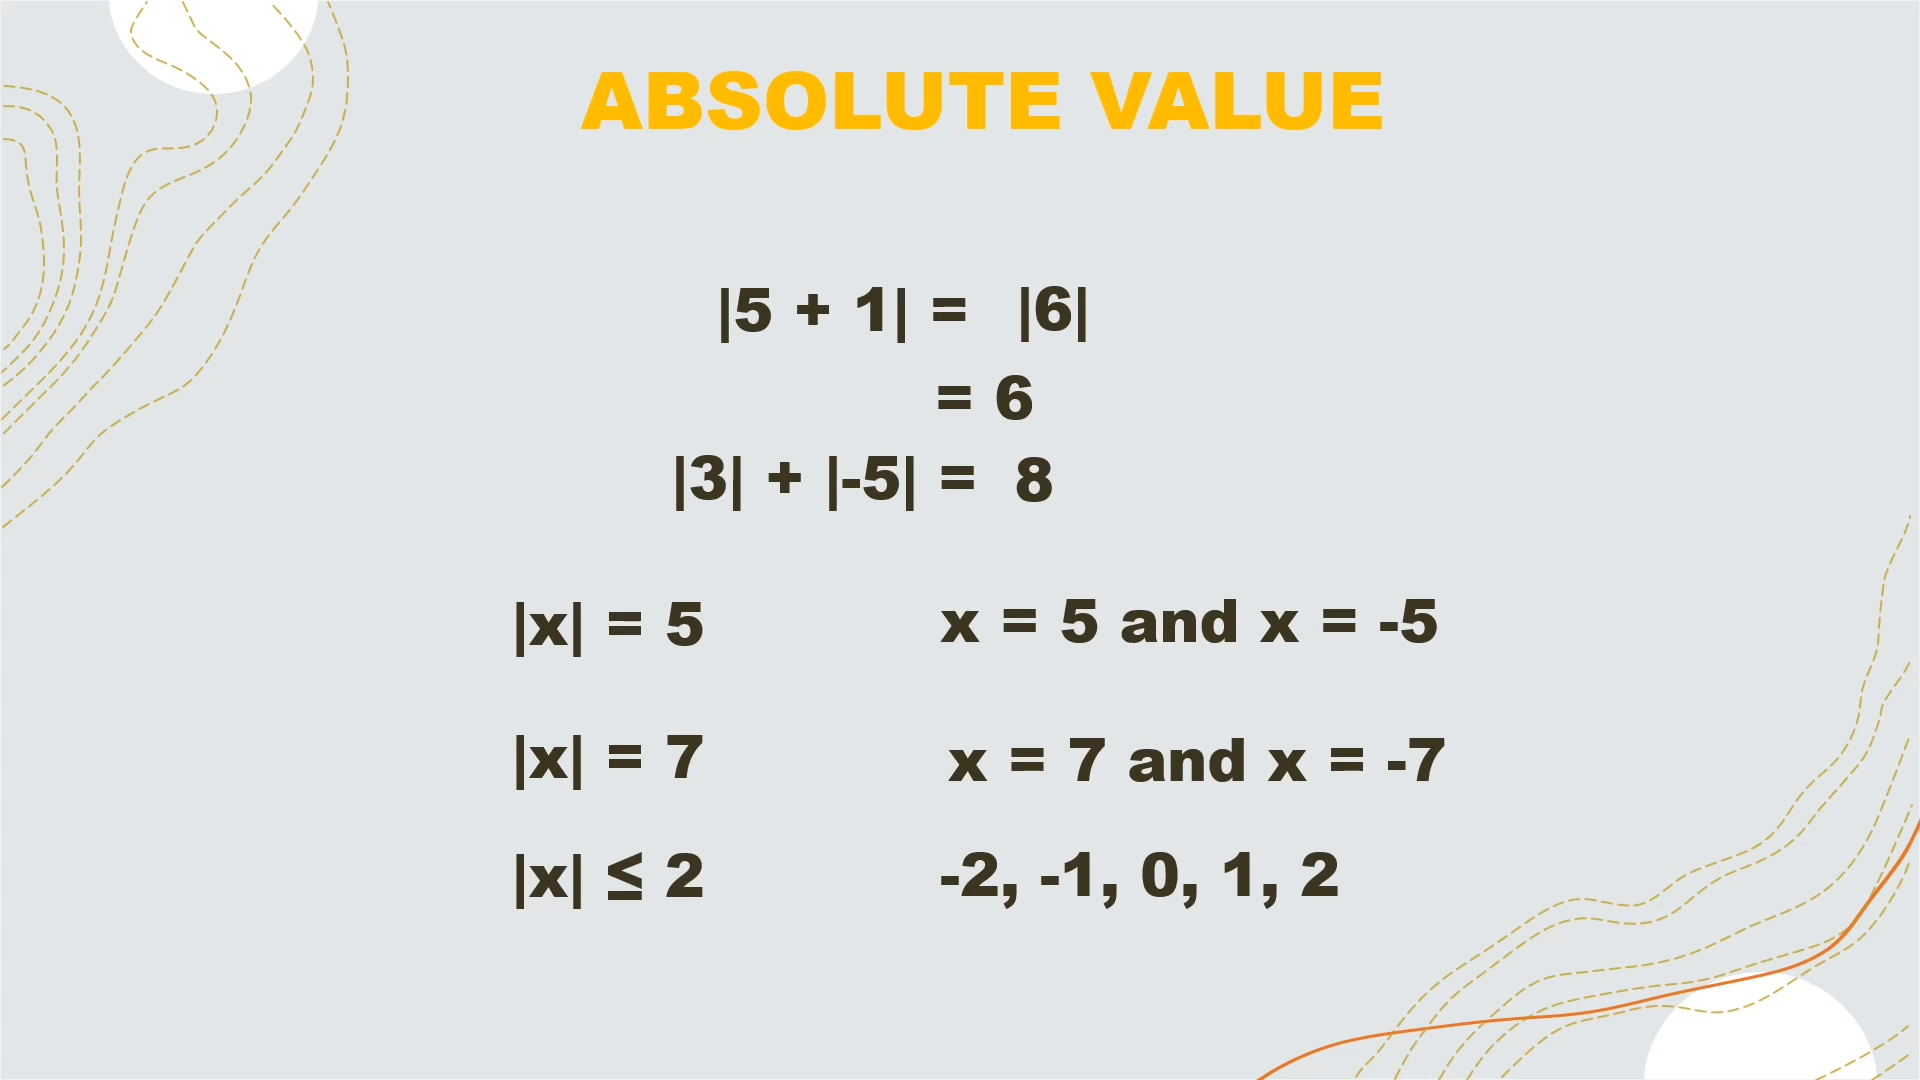 ABSOLUTE VALUE
|5 + 1| = |6|
= 6
|3| + |-5| = 8
|x| = 5 x = 5 and x = -5
|x| = 7 x = 7 and x = -7
|x| ≤ 2 -2, -1, 0, 1, 2